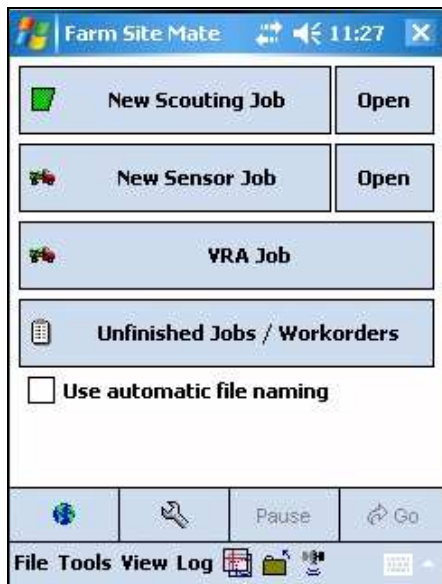 Farm Site Mate 11:27
New Scouting Job Open
New Sensor Job Open
VRA Job
Unfinished Jobs / Workorders
Use automatic file naming
Pause Go
File Tools View Log